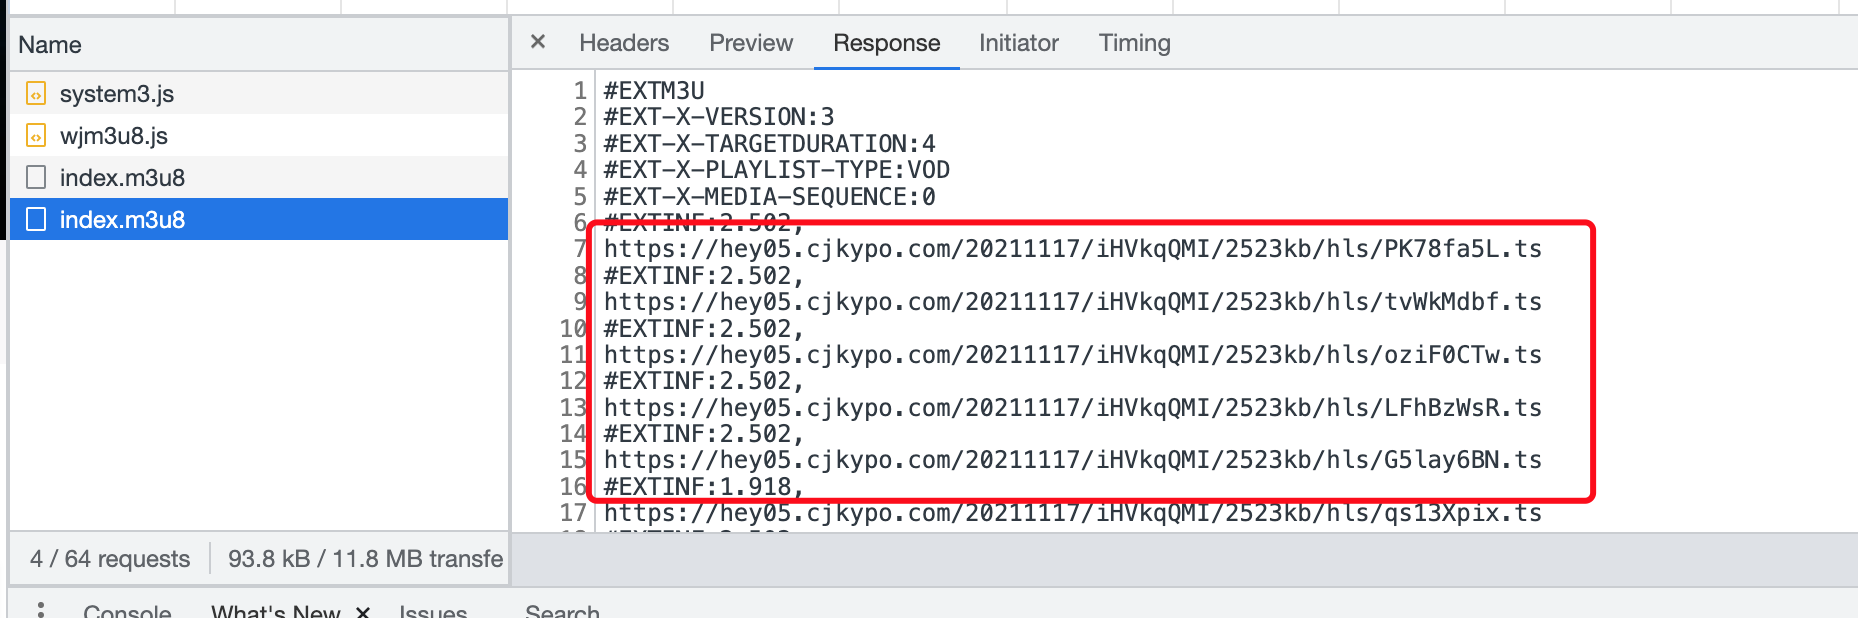 Name
system3.js
wjm3u8.js
index.m3u8
index.m3u8
4 / 64 requests
93.8 kB / 11.8 MB transfe
× Headers Preview Response Initiator Timing
1 #EXTM3U
2 #EXT-X-VERSION:3
3 #EXT-X-TARGETDURATION:4
4 #EXT-X-PLAYLIST-TYPE:VOD
5 #EXT-X-MEDIA-SEQUENCE:0
6 #EXTINF:2.502,
7 https://hey05.cjkypo.com/20211117/iHVkqQMI/2523kb/hls/PK78fa5L.ts
8 #EXTINF:2.502,
9 https://hey05.cjkypo.com/20211117/iHVkqQMI/2523kb/hls/tvWkMdbf.ts
10 #EXTINF:2.502,
11 https://hey05.cjkypo.com/20211117/iHVkqQMI/2523kb/hls/oziF0CTw.ts
12 #EXTINF:2.502,
13 https://hey05.cjkypo.com/20211117/iHVkqQMI/2523kb/hls/LFhBzWsR.ts
14 #EXTINF:2.502,
15 https://hey05.cjkypo.com/20211117/iHVkqQMI/2523kb/hls/G5lay6BN.ts
16 #EXTINF:1.918,
17 https://hey05.cjkypo.com/20211117/iHVkqQMI/2523kb/hls/qs13Xpix.ts
Console What's New × Issues Search